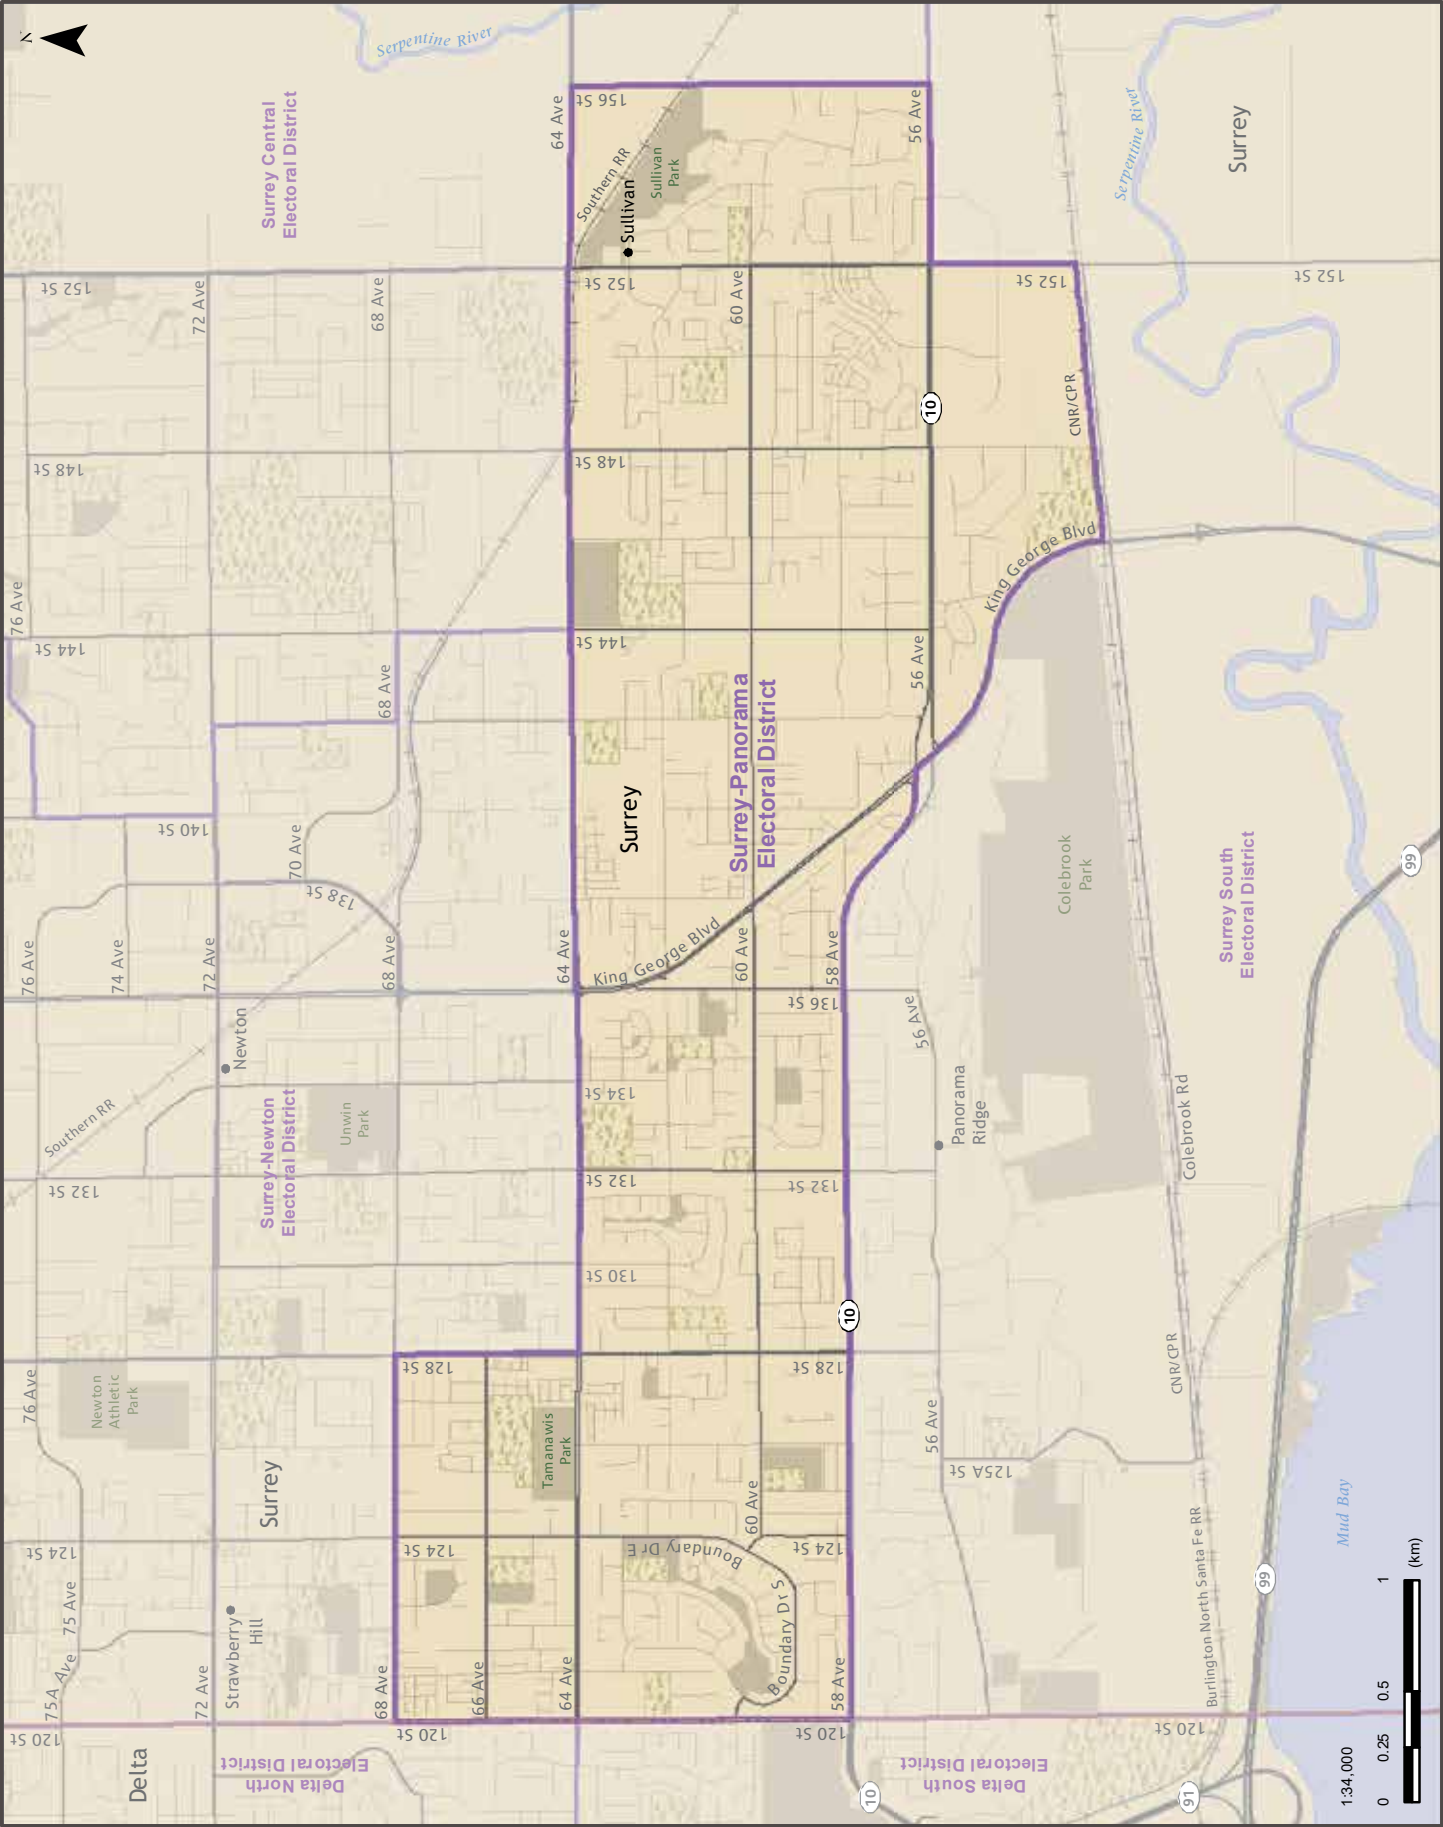 N
120 St
75A Ave
75 Ave
124 St
76 Ave
76 Ave
76 Ave
144 St
148 St
152 St
132 St
Southern RR
Newton
Athletic
Park
74 Ave
Delta
140 St
72 Ave
72 Ave
72 Ave
Strawberry
Hill
Newton
Surrey
Surrey-Newton
Electoral District
Surrey Central
Electoral District
Delta North
Electoral District
70 Ave
138 St
Unwin
Park
68 Ave
68 Ave
68 Ave
68 Ave
Serpentine River
120 St
124 St
128 St
66 Ave
Tamanawis
Park
64 Ave
64 Ave
64 Ave
130 St
132 St
134 St
144 St
148 St
152 St
156 St
Southern RR
Sullivan
Sullivan
Park
Surrey
King George Blvd
Boundary Dr E
Boundary Dr S
60 Ave
60 Ave
60 Ave
Surrey-Panorama
Electoral District
120 St
124 St
128 St
132 St
136 St
58 Ave
58 Ave
10
10
10
56 Ave
56 Ave
56 Ave
56 Ave
Delta South
Electoral District
125A St
Panorama
Ridge
King George Blvd
152 St
Colebrook
Park
CNR/CPR
CNR/CPR
Colebrook Rd
Serpentine River
120 St
91
Burlington North Santa Fe RR
Surrey South
Electoral District
Surrey
152 St
99
99
Mud Bay
1:34,000
0
0.25
0.5
1
(km)